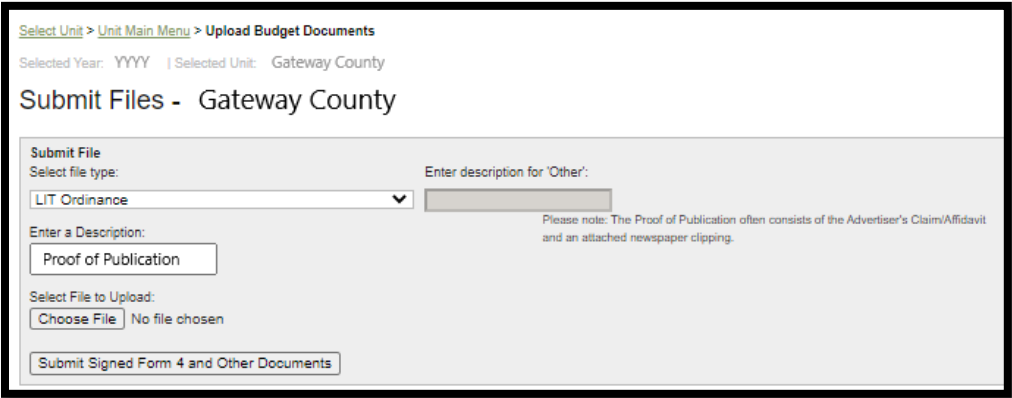 Select Unit > Unit Main Menu > Upload Budget Documents
Selected Year: YYYY | Selected Unit: Gateway County
Submit Files - Gateway County
Submit File
Select file type:
Enter description for 'Other':
LIT Ordinance
Please note: The Proof of Publication often consists of the Advertiser's Claim/Affidavit
and an attached newspaper clipping.
Enter a Description:
Proof of Publication
Select File to Upload:
Choose File No file chosen
Submit Signed Form 4 and Other Documents